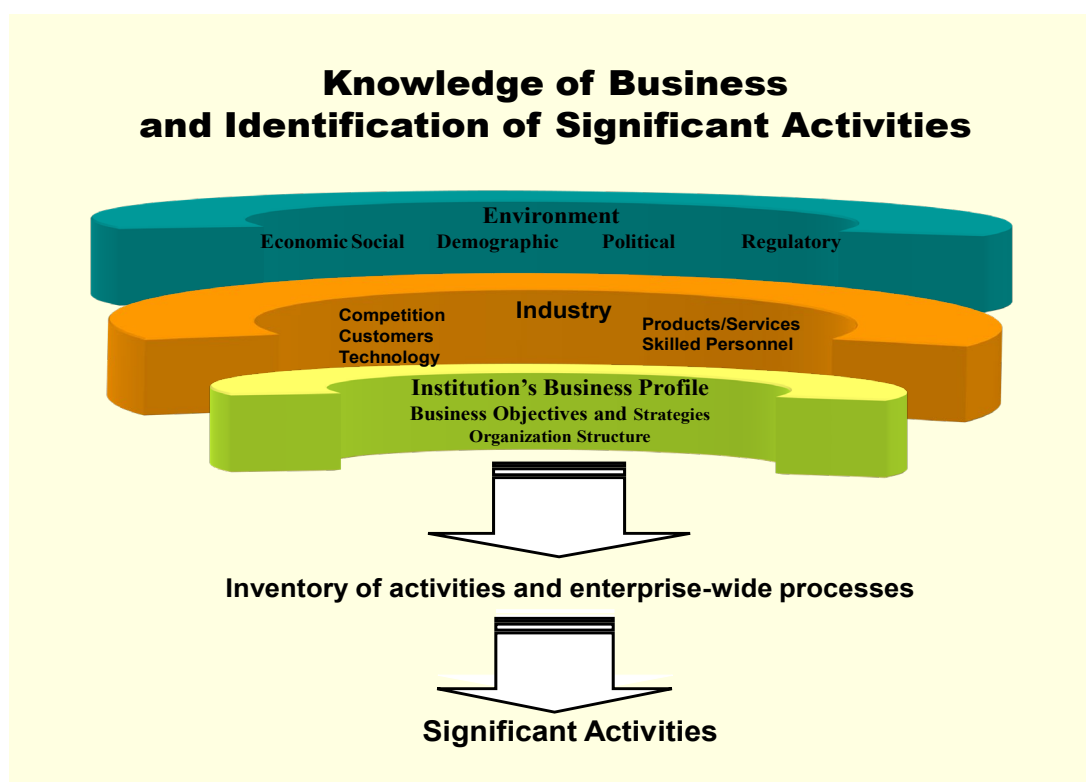 Knowledge of Business
and Identification of Significant Activities
Environment
Economic Social Demographic Political Regulatory
Industry
Competition
Customers
Technology
Products/Services
Skilled Personnel
Institution’s Business Profile
Business Objectives and Strategies
Organization Structure
Inventory of activities and enterprise-wide processes
Significant Activities